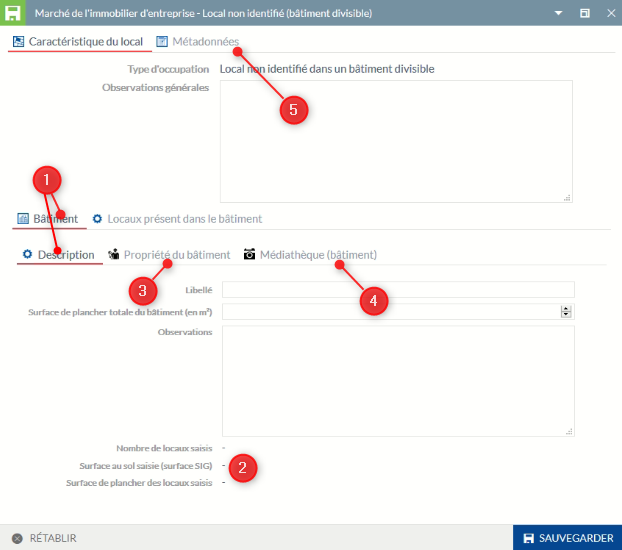 Marché de l'immobilier d'entreprise - Local non identifié (bâtiment divisible)
Caractéristique du local Métadonnées
Type d'occupation Local non identifié dans un bâtiment divisible
Observations générales
5
1
Bâtiment Locaux présent dans le bâtiment
Description Propriété du bâtiment Médiathèque (bâtiment)
3 Libellé 4
Surface de plancher totale du bâtiment (en m²)
Observations
Nombre de locaux saisis -
Surface au sol saisie (surface SIG) - 2
Surface de plancher des locaux saisis -
RÉTABLIR SAUVEGARDER